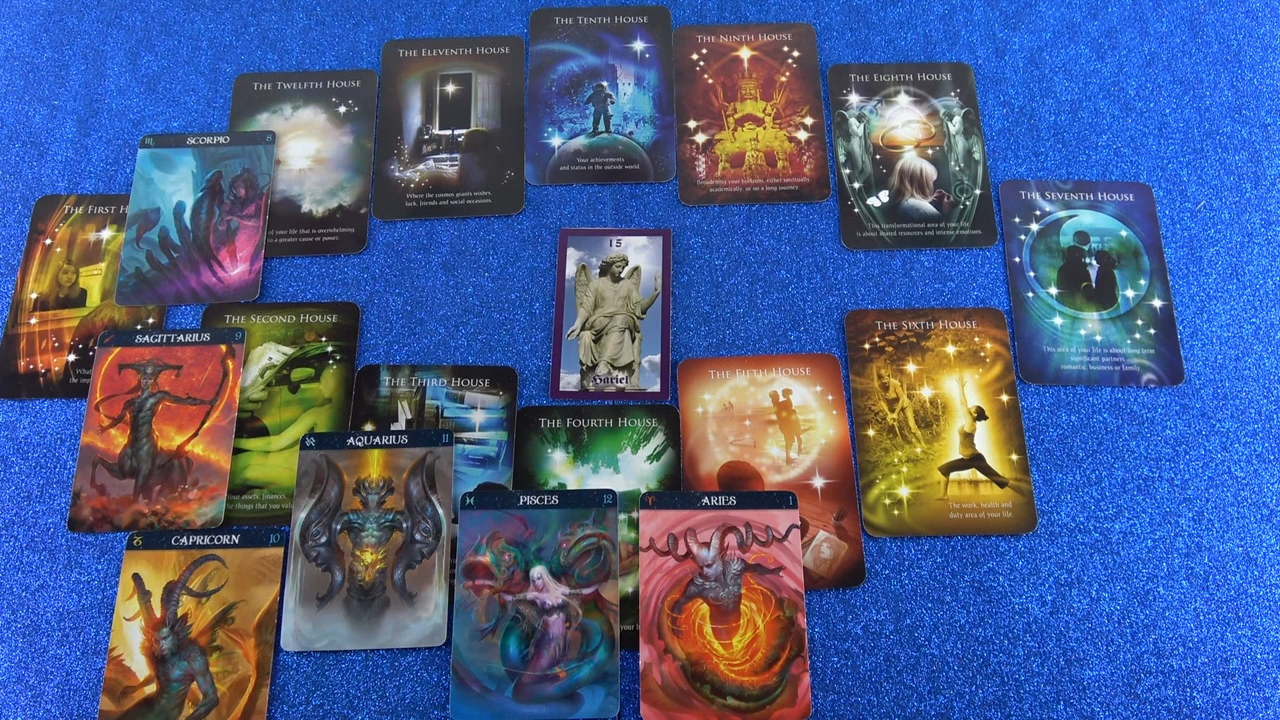 THE TENTH HOUSE
Your achievements
and status in the outside world.
THE NINTH HOUSE
Broadening your horizons, either spiritually
academically, or on a long journey
THE ELEVENTH HOUSE
Where the cosmos grants wishes,
luck, friends and social occasions.
THE EIGHTH HOUSE
This transformational area of your life
is about shared resources and intense emotions.
THE TWELFTH HOUSE
of your life that is overwhelming
to a greater cause or power.
♏ SCORPIO 8
THE SEVENTH HOUSE
This area of your life is about long term
significant partners –
romantic, business or family.
THE FIRST H
What
the imp
15
Hariel
THE SECOND HOUSE
Your assets, finances,
he things that you val
THE SIXTH HOUSE
The work, health and
duty area of your life.
SAGITTARIUS 9
THE THIRD HOUSE
THE FIFTH HOUSE
THE FOURTH HOUSE
your h
AQUARIUS 11
♓ PISCES 12
♈ ARIES 1
♉ CAPRICORN 10